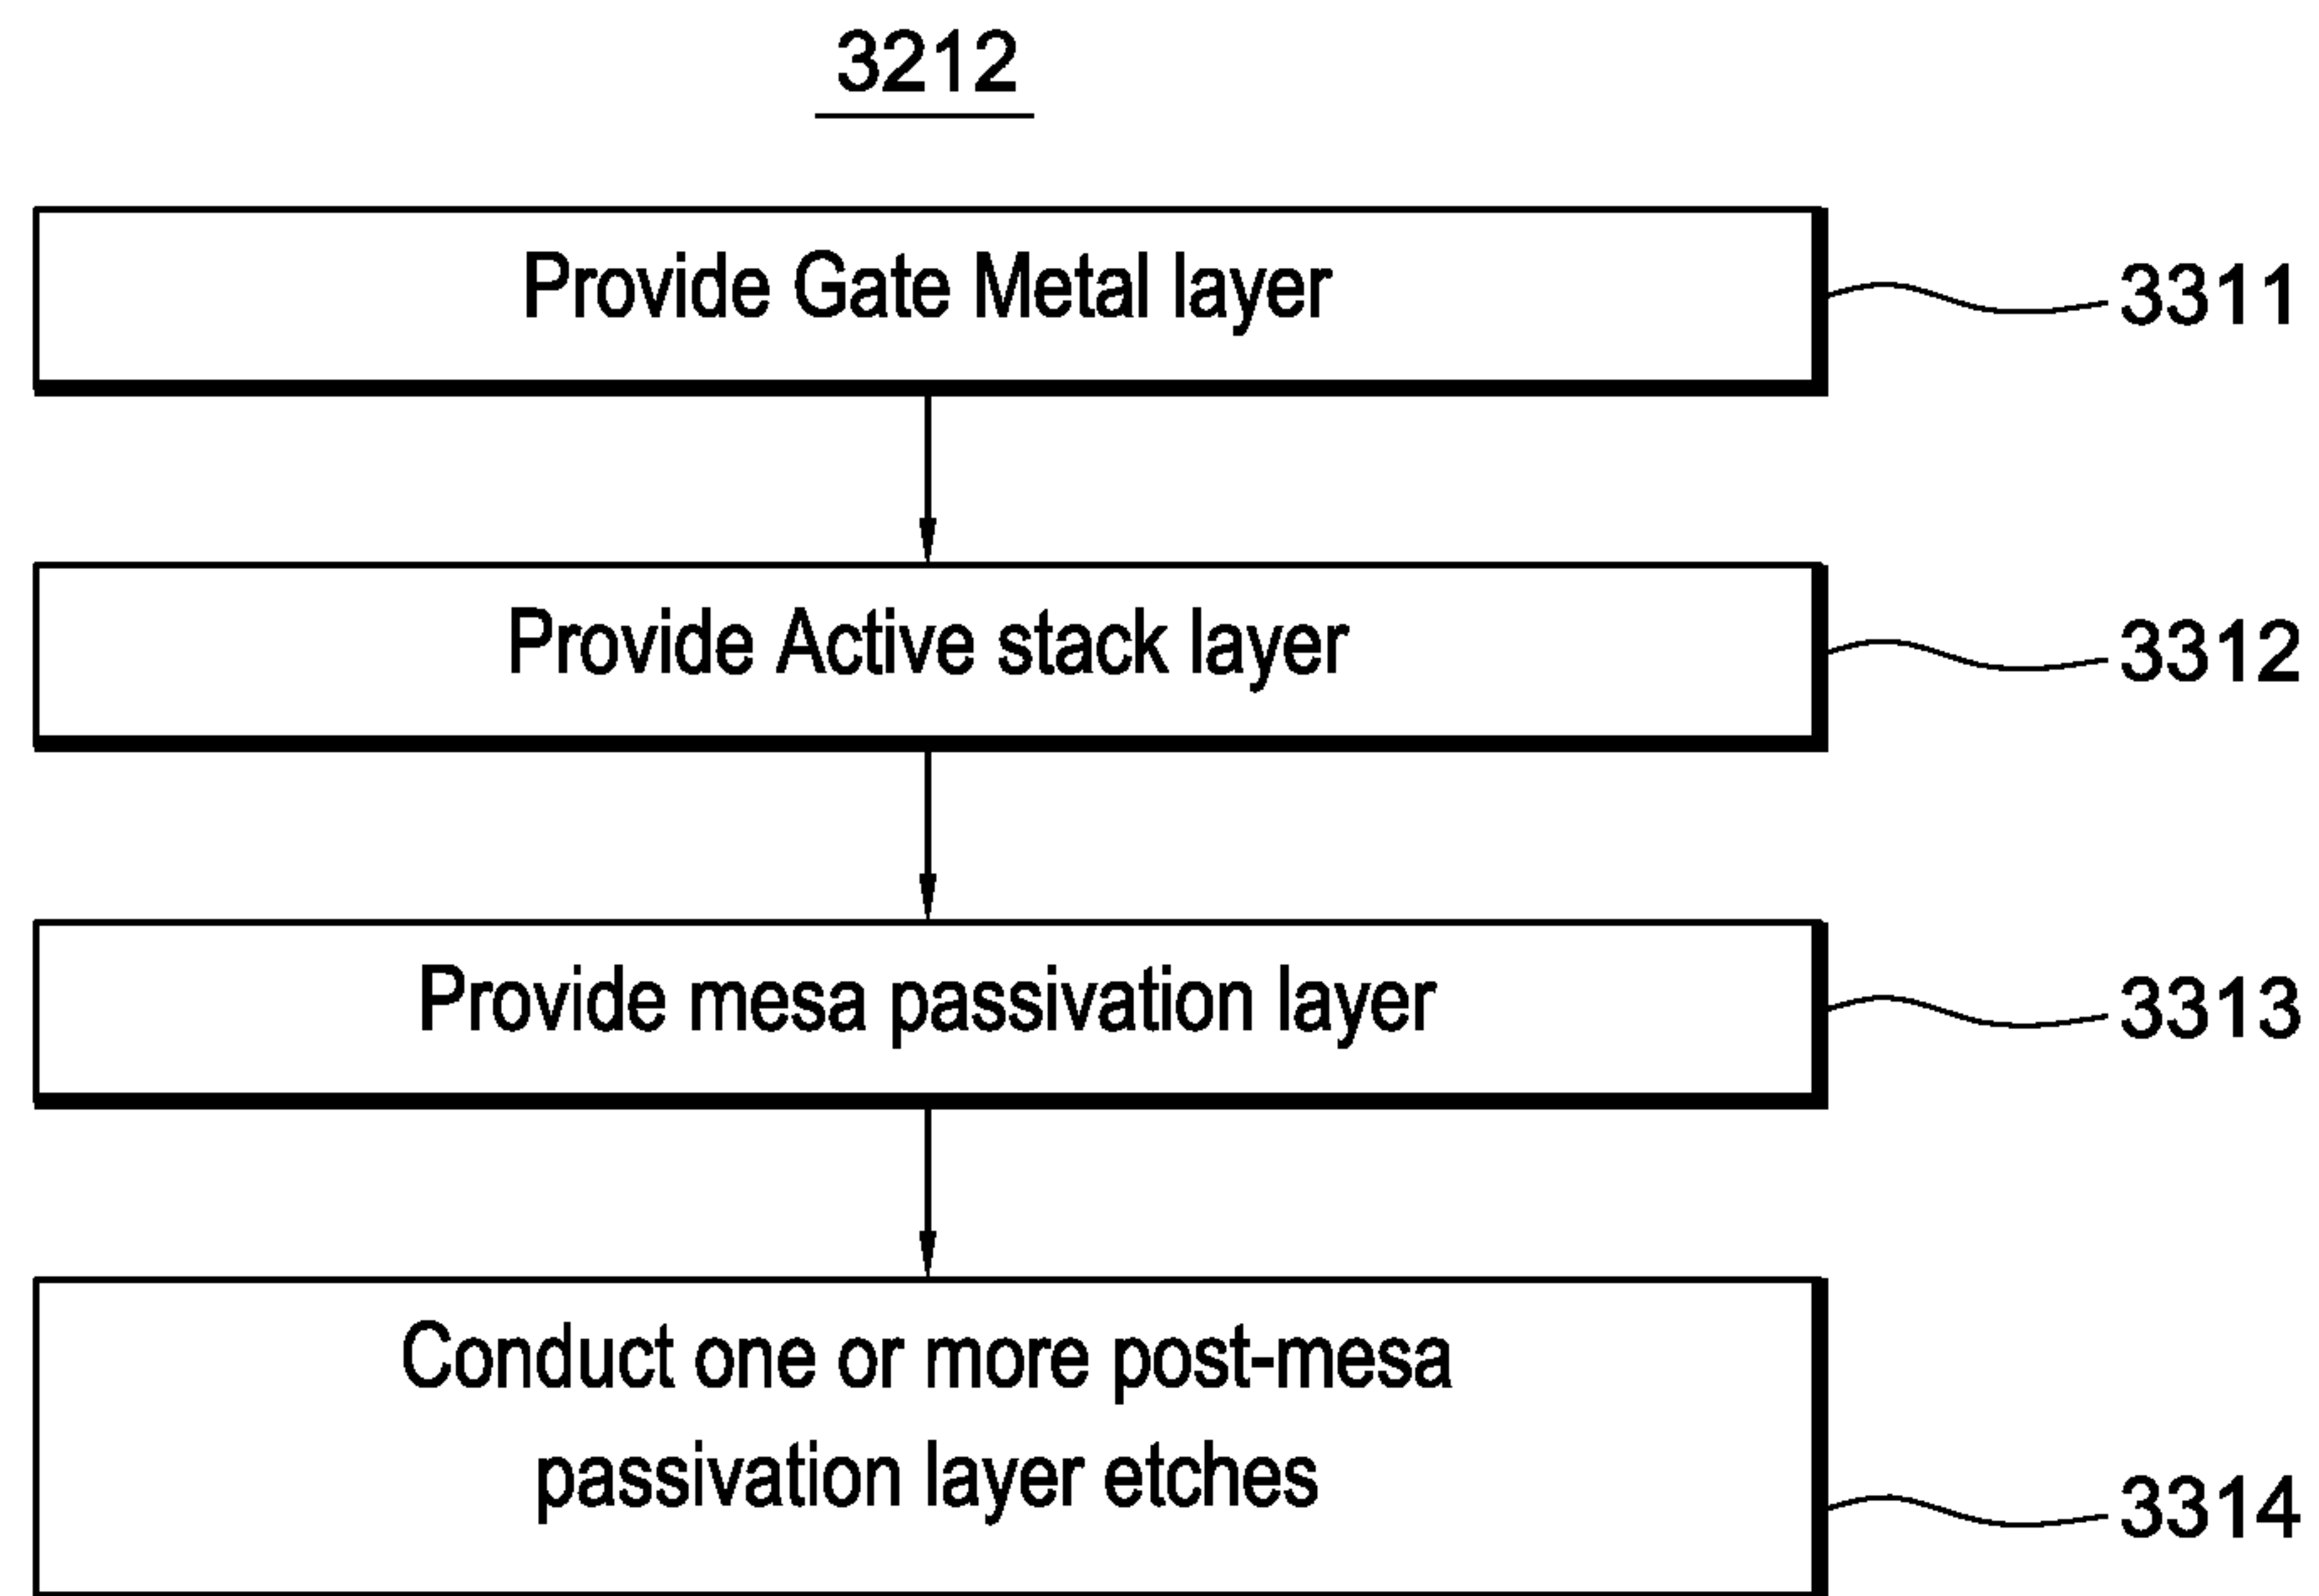 3212
Provide Gate Metal layer
3311
Provide Active stack layer
3312
Provide mesa passivation layer
3313
Conduct one or more post-mesa
passivation layer etches
3314